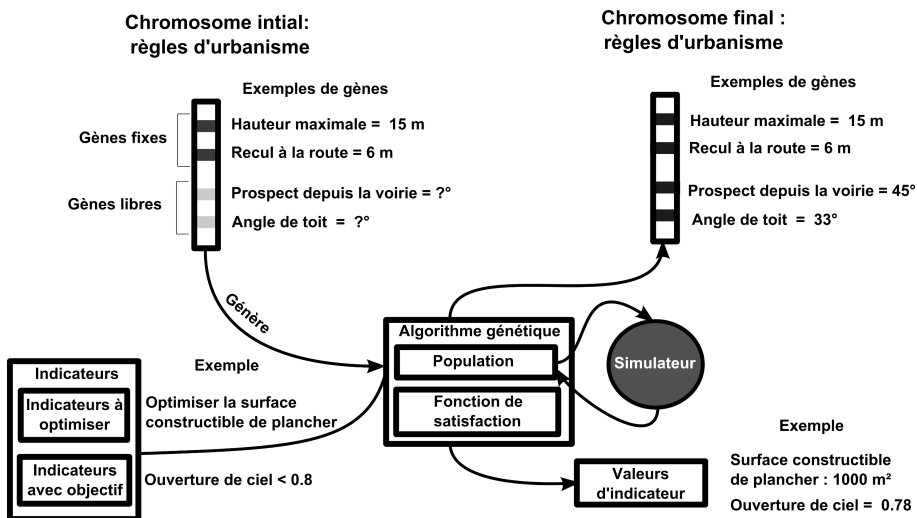 Chromosome intial:
règles d'urbanisme
Exemples de gènes
Gènes fixes
Hauteur maximale = 15 m
Recul à la route = 6 m
Gènes libres
Prospect depuis la voirie = ?°
Angle de toit = ?°
Chromosome final :
règles d'urbanisme
Exemples de gènes
Hauteur maximale = 15 m
Recul à la route = 6 m
Prospect depuis la voirie = 45°
Angle de toit = 33°
Génère
Algorithme génétique
Population
Fonction de
satisfaction
Simulateur
Indicateurs
Indicateurs à
optimiser
Indicateurs
avec objectif
Exemple
Optimiser la surface
constructible de plancher
Ouverture de ciel < 0.8
Valeurs
d'indicateur
Exemple
Surface constructible
de plancher : 1000 m²
Ouverture de ciel = 0.78